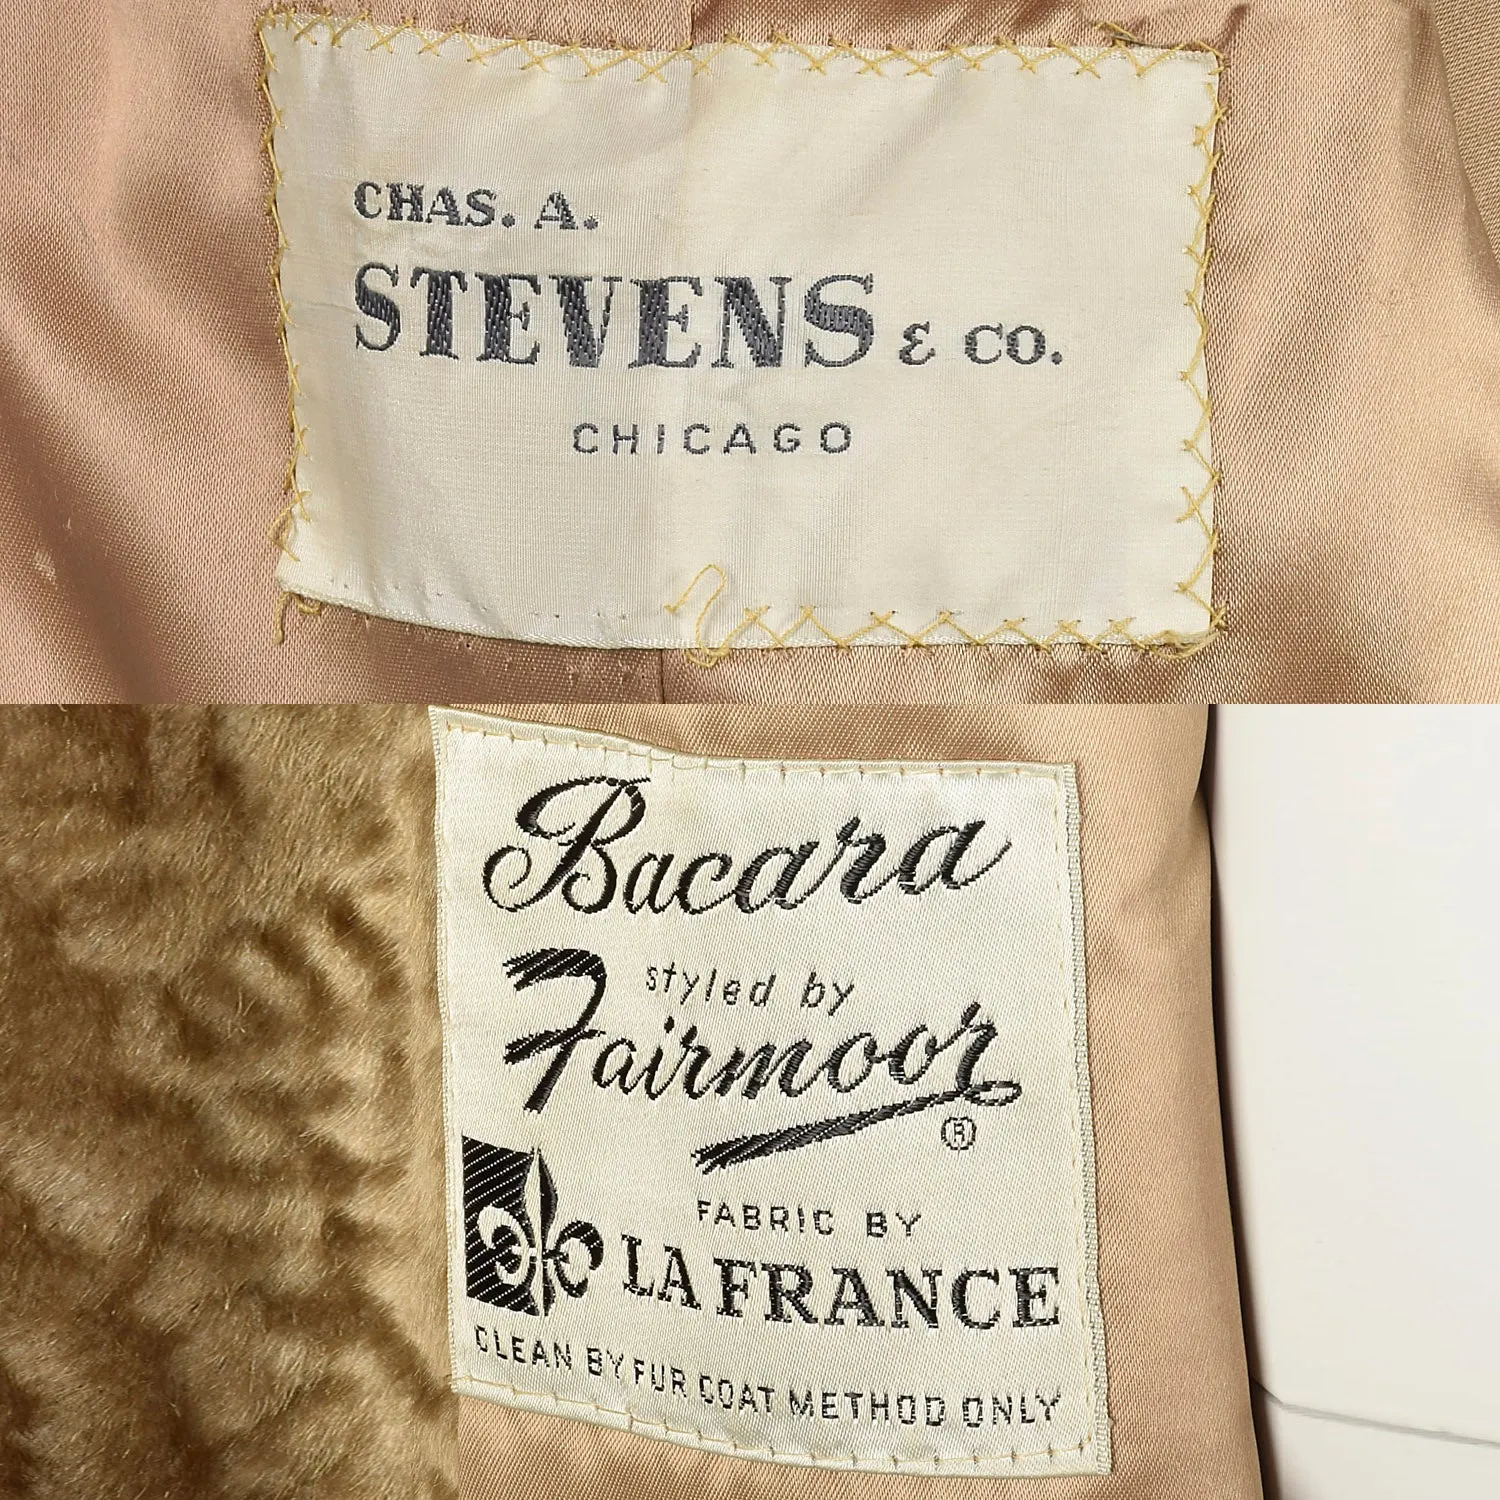 CHAS. A.
STEVENS & CO.
CHICAGO
Bacara
styled by
Fairmoor
®
FABRIC BY
LA FRANCE
CLEAN BY FUR COAT METHOD ONLY